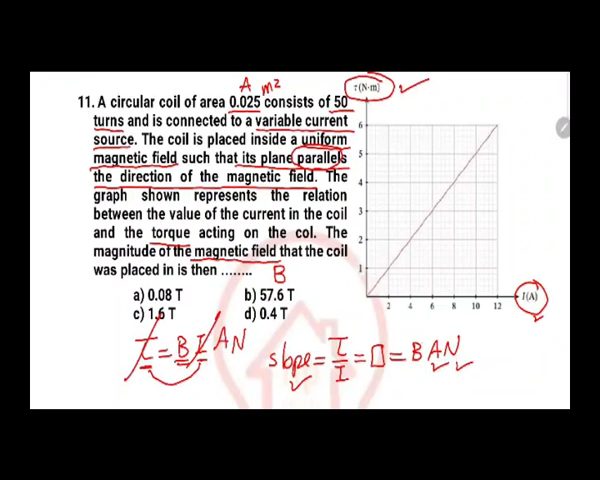 A m²
11. A circular coil of area 0.025 consists of 50
turns and is connected to a variable current
source. The coil is placed inside a uniform
magnetic field such that its plane parallels
the direction of the magnetic field. The
graph shown represents the relation
between the value of the current in the coil
and the torque acting on the col. The
magnitude of the magnetic field that the coil
was placed in is then ........
B
a) 0.08 T b) 57.6 T
c) 1.6 T d) 0.4 T
τ (N·m)
6
5
4
3
2
1
2 4 6 8 10 12
I (A)
τ = B I A N
slope = τ/I = □ = B A N